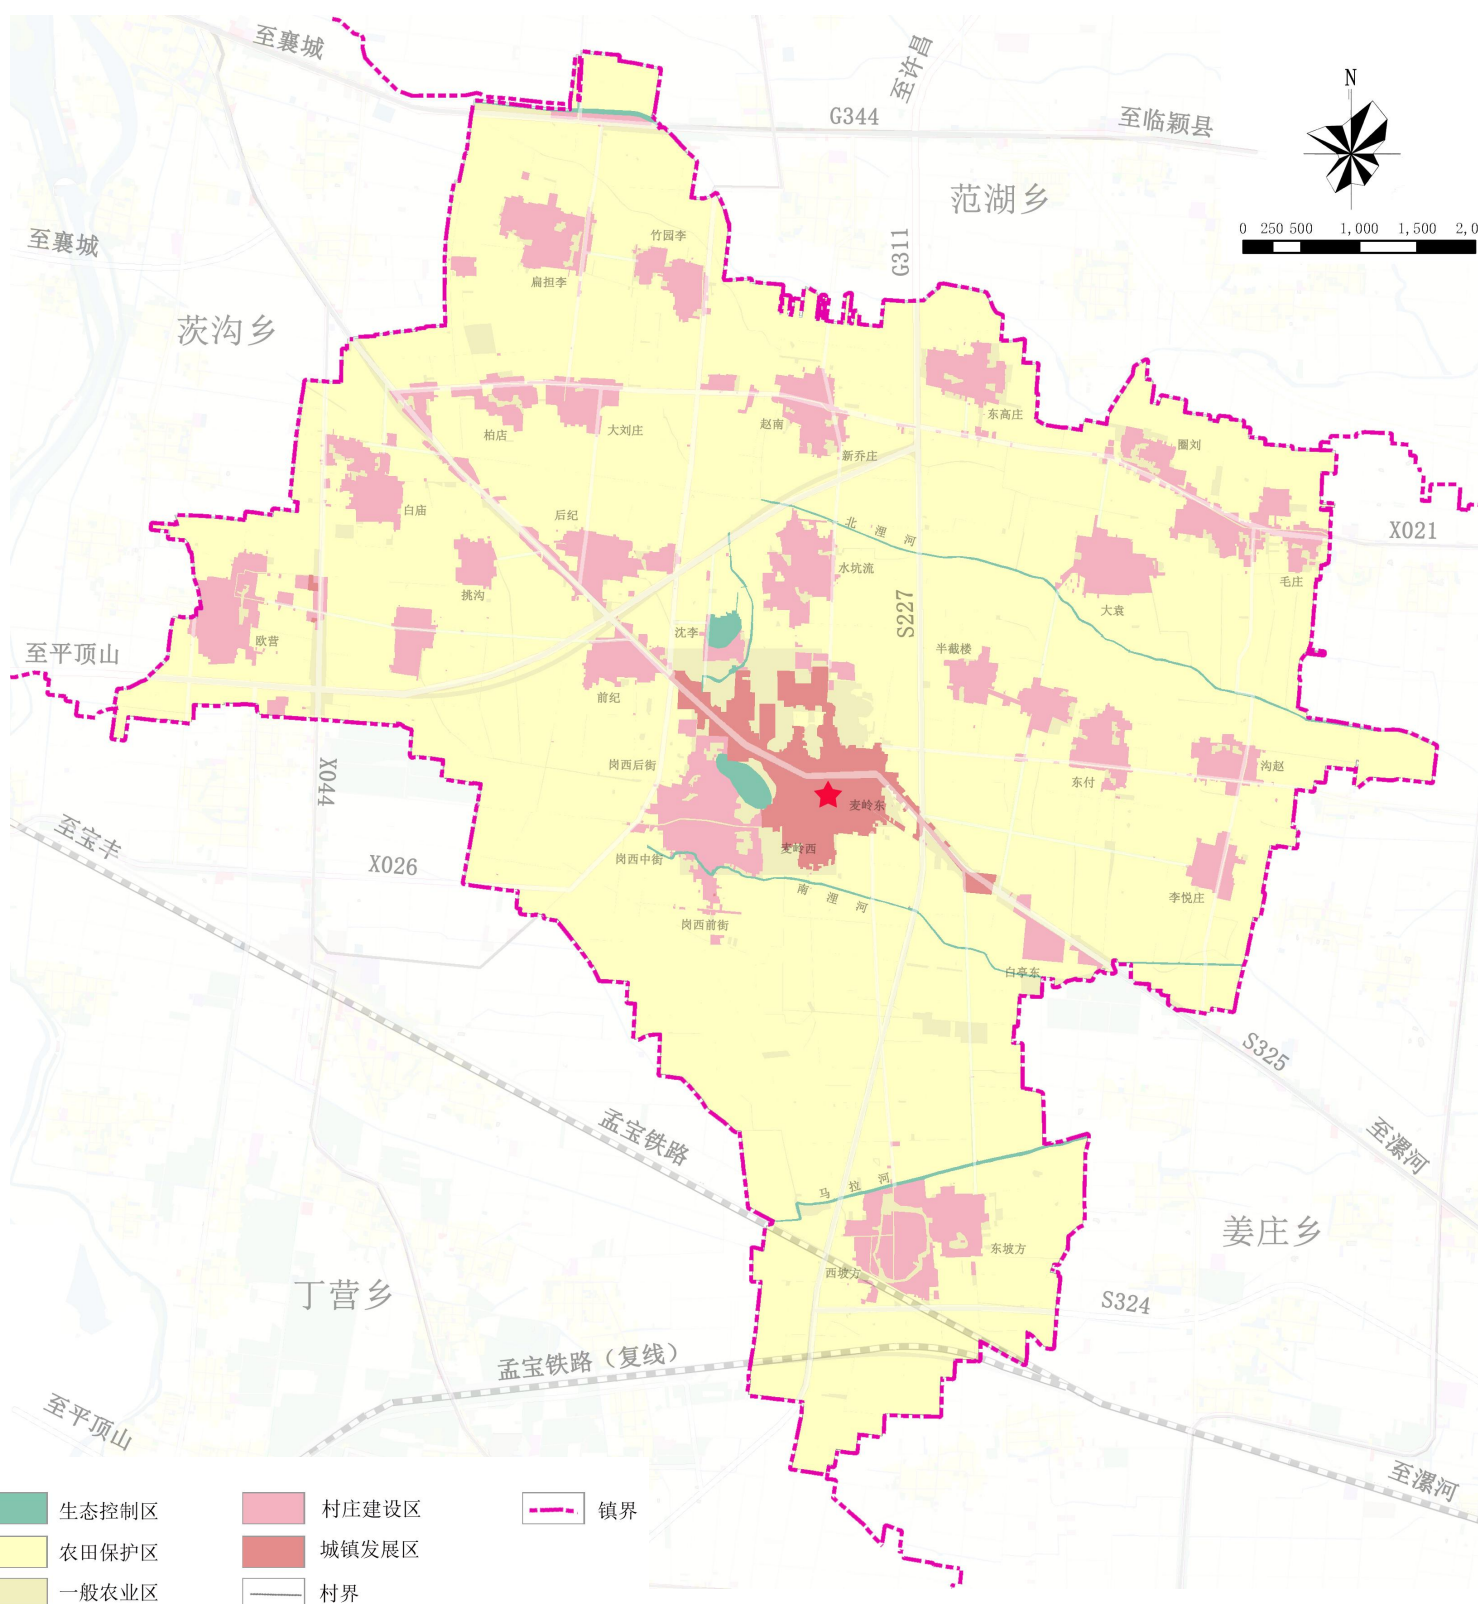 至襄城
至许昌
G344
至临颍县
N
范湖乡
至襄城
G311
0 250 500 1,000 1,500 2,0
竹园李
扁担李
茨沟乡
东高庄
柏店
大刘庄
赵南
新乔庄
圈刘
白庙
后纪
北湮河
X021
水坑流
挑沟
毛庄
大袁
S227
欧营
沈李
半截楼
至平顶山
前纪
岗西后街
沟赵
东付
X044
麦岭东
至宝丰
麦岭西
X026
岗西中街
南湮河
李悦庄
岗西前街
白亭东
S325
孟宝铁路
至漯河
马拉河
姜庄乡
东坡方
西坡方
丁营乡
S324
孟宝铁路（复线）
至平顶山
至漯河
生态控制区
村庄建设区
镇界
农田保护区
城镇发展区
一般农业区
村界